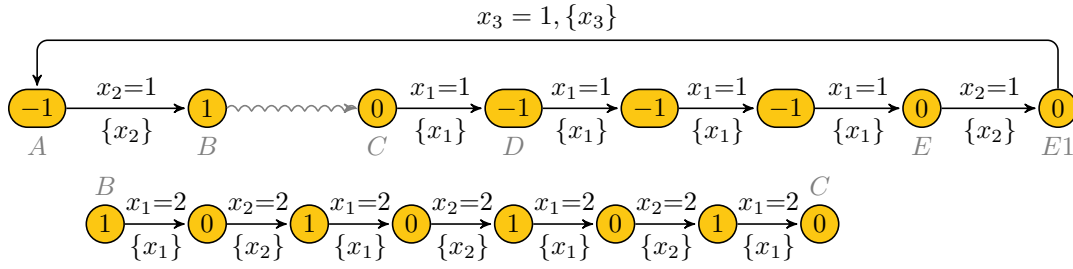 x₃ = 1, {x₃}
x₂=1 x₁=1 x₁=1 x₁=1 x₁=1 x₂=1
−1 1 0 −1 −1 −1 0 0
{x₂} {x₁} {x₁} {x₁} {x₁} {x₂}
A B C D E E1
B C
x₁=2 x₂=2 x₁=2 x₂=2 x₁=2 x₂=2 x₁=2
1 0 1 0 1 0 1 0
{x₁} {x₂} {x₁} {x₂} {x₁} {x₂} {x₁}